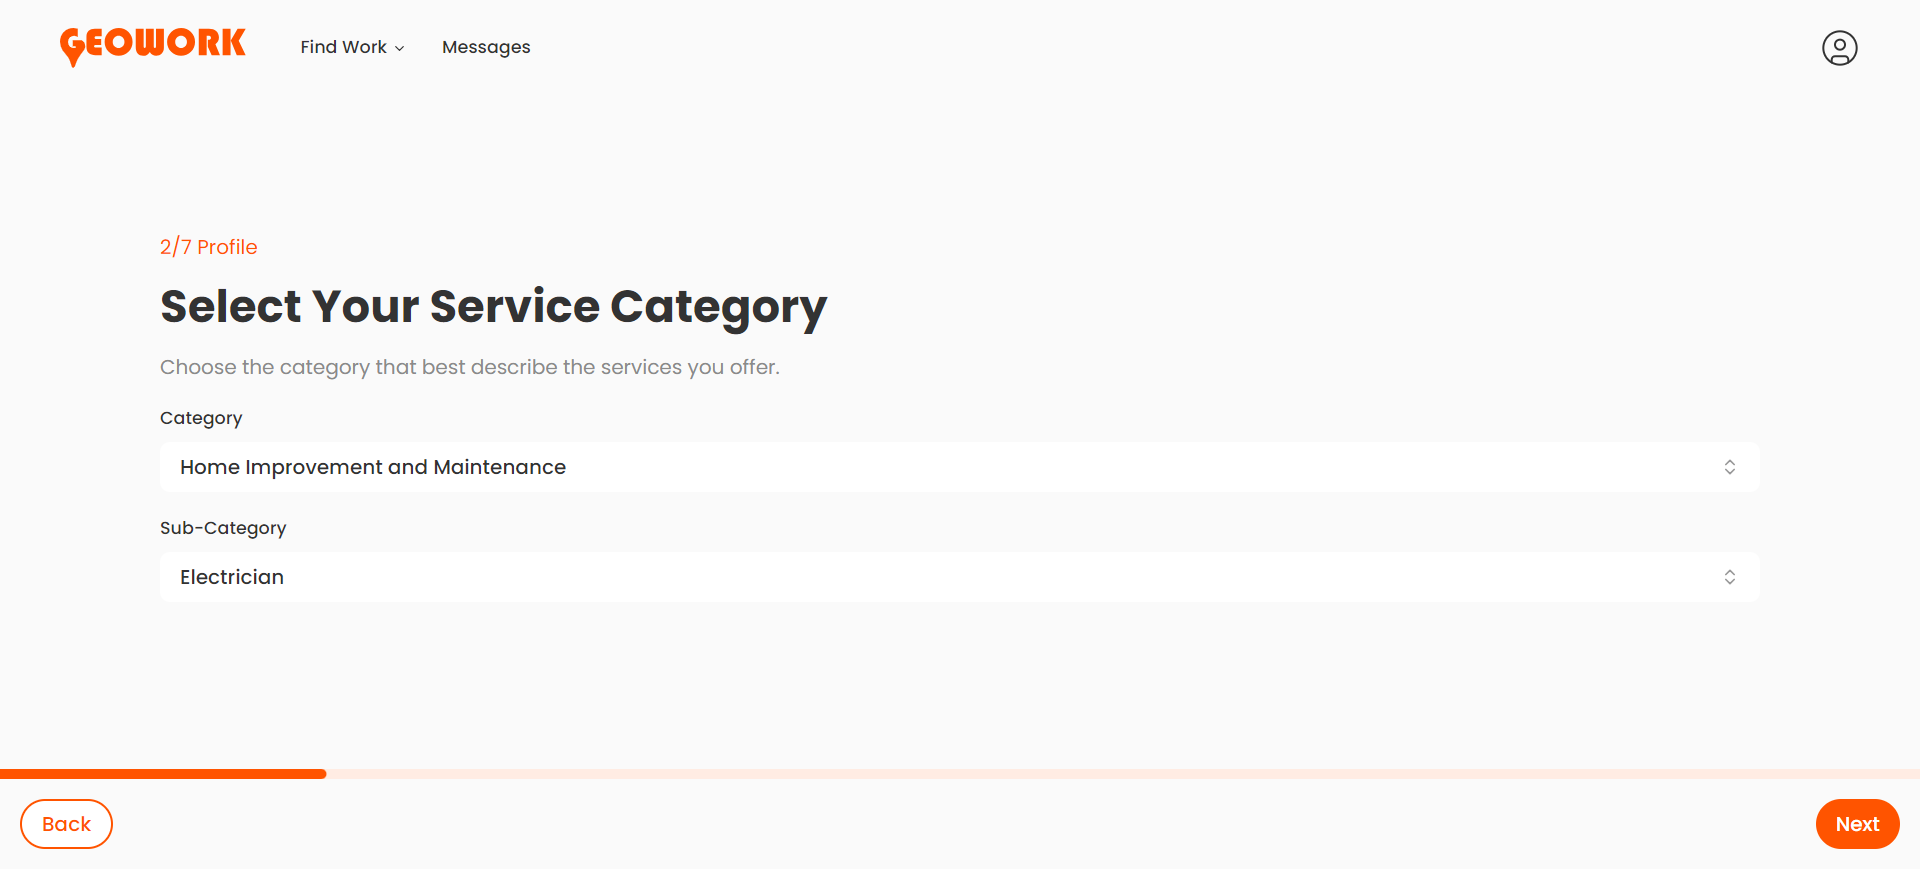 GEOWORK
Find Work
Messages
2/7 Profile
Select Your Service Category
Choose the category that best describe the services you offer.
Category
Home Improvement and Maintenance
Sub-Category
Electrician
Back
Next